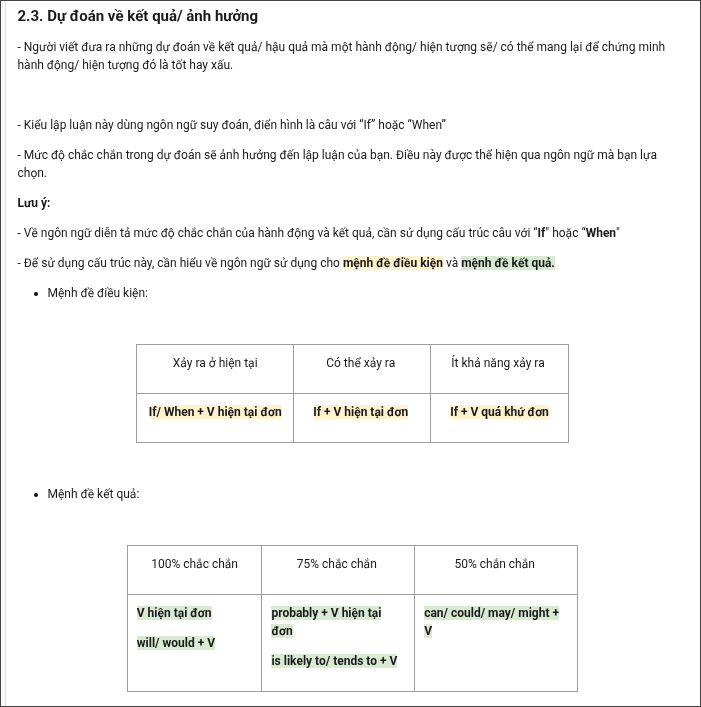 2.3. Dự đoán về kết quả/ ảnh hưởng
- Người viết đưa ra những dự đoán về kết quả/ hậu quả mà một hành động/ hiện tượng sẽ/ có thể mang lại để chứng minh
hành động/ hiện tượng đó là tốt hay xấu.
- Kiểu lập luận này dùng ngôn ngữ suy đoán, điển hình là câu với “If” hoặc “When”
- Mức độ chắc chắn trong dự đoán sẽ ảnh hưởng đến lập luận của bạn. Điều này được thể hiện qua ngôn ngữ mà bạn lựa
chọn.
Lưu ý:
- Về ngôn ngữ diễn tả mức độ chắc chắn của hành động và kết quả, cần sử dụng cấu trúc câu với “If" hoặc “When"
- Để sử dụng cấu trúc này, cần hiểu về ngôn ngữ sử dụng cho mệnh đề điều kiện và mệnh đề kết quả.
• Mệnh đề điều kiện:
Xảy ra ở hiện tại
Có thể xảy ra
Ít khả năng xảy ra
If/ When + V hiện tại đơn
If + V hiện tại đơn
If + V quá khứ đơn
• Mệnh đề kết quả:
100% chắc chắn
75% chắc chắn
50% chắn chắn
V hiện tại đơn
will/ would + V
probably + V hiện tại
đơn
is likely to/ tends to + V
can/ could/ may/ might +
V